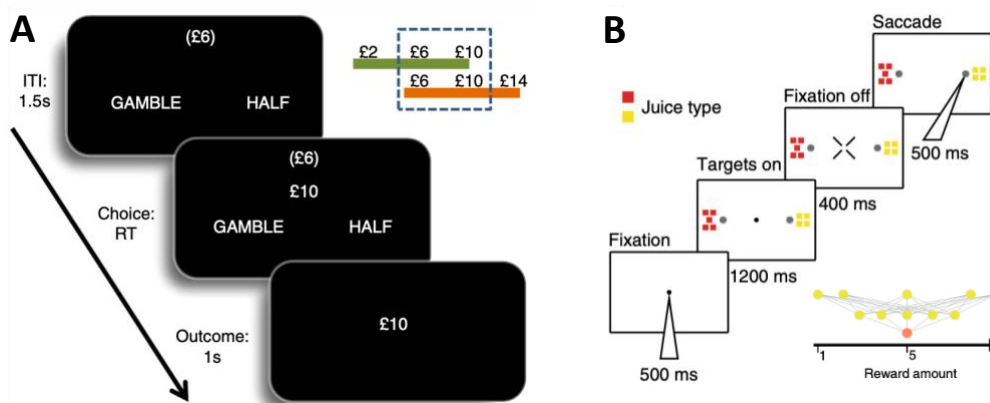 A
(£6)
ITI:
1.5s
GAMBLE HALF
£2 £6 £10
£6 £10 £14
(£6)
£10
Choice:
RT
GAMBLE HALF
Outcome:
1s
£10
B
Saccade
Juice type
Fixation off
500 ms
Targets on
400 ms
Fixation
1200 ms
500 ms
1 5
Reward amount